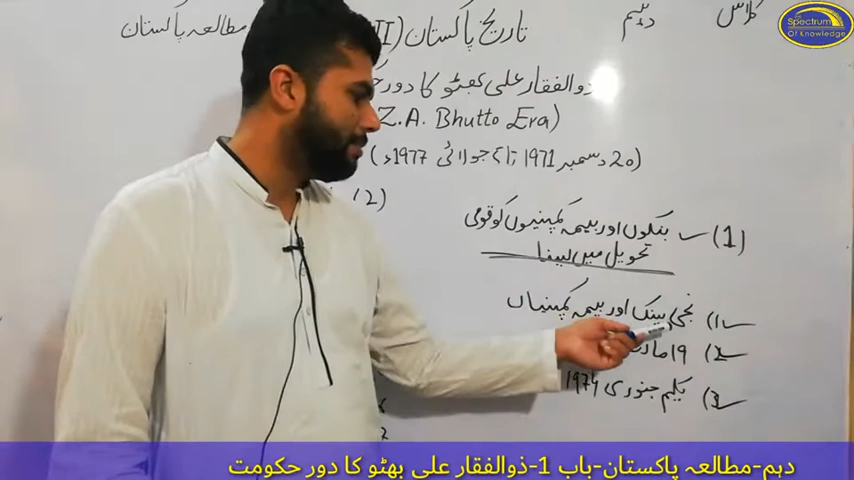 کلاس دہم تاریخ پاکستان (II) مطالعہ پاکستان
Spectrum
Of Knowledge
ذوالفقار علی بھٹو کا دور
Z.A. Bhutto Era)
(20 دسمبر 1971 تا 5 جولائی 1977ء)
(1) بنکوں اور بیمہ کمپنیوں کو قومی
تحویل میں لینا
(2)
(1 نجی بینک اور بیمہ کمپنیاں
(2 19
(3 یکم جنوری 1974
دہم-مطالعہ پاکستان-باب 1-ذوالفقار علی بھٹو کا دور حکومت